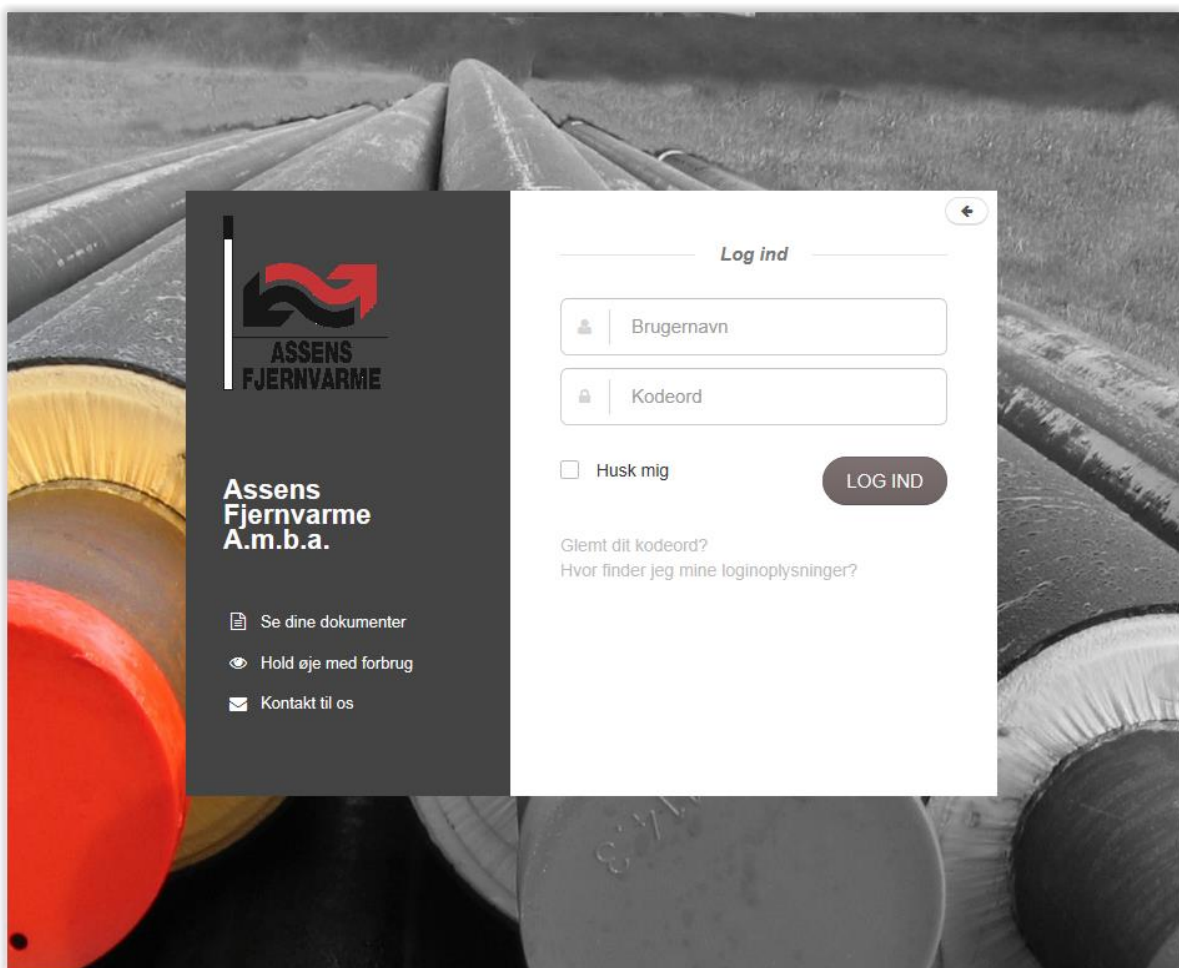 ASSENS
FJERNVARME
Assens
Fjernvarme
A.m.b.a.
Se dine dokumenter
Hold øje med forbrug
Kontakt til os
Log ind
Brugernavn
Kodeord
Husk mig
LOG IND
Glemt dit kodeord?
Hvor finder jeg mine loginoplysninger?